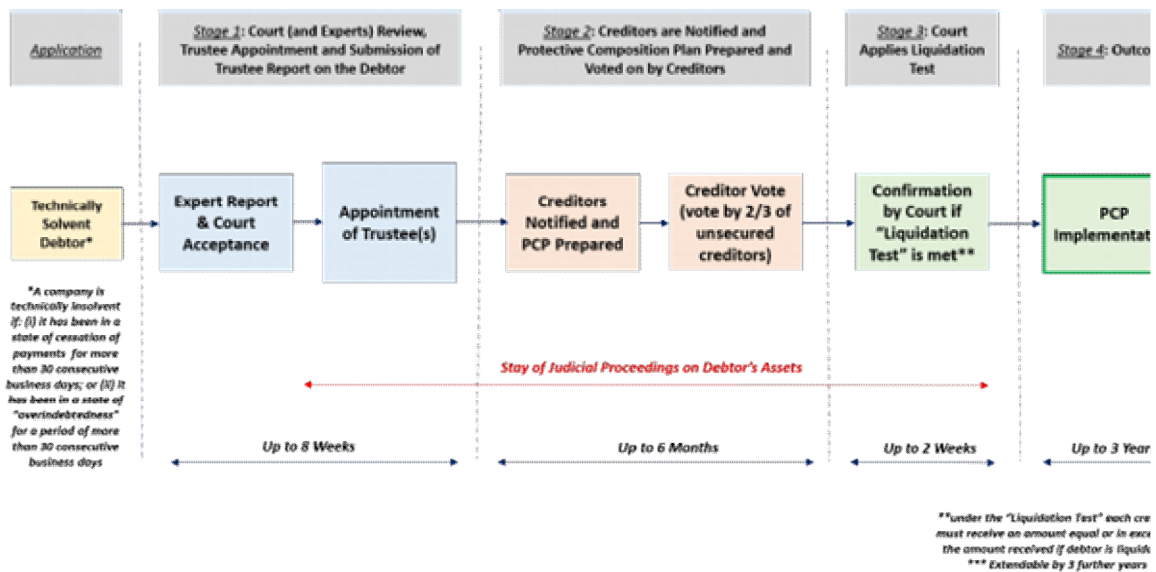 Application
Stage 1: Court (and Experts) Review,
Trustee Appointment and Submission of
Trustee Report on the Debtor
Stage 2: Creditors are Notified and
Protective Composition Plan Prepared and
Voted on by Creditors
Stage 3: Court
Applies Liquidation
Test
Stage 4: Outco
Technically
Solvent
Debtor*
Expert Report
& Court
Acceptance
Appointment
of Trustee(s)
Creditors
Notified and
PCP Prepared
Creditor Vote
(vote by 2/3 of
unsecured
creditors)
Confirmation
by Court if
"Liquidation
Test" is met**
PCP
Implementat
*A company is
technically insolvent
if: (i) it has been in a
state of cessation of
payments for more
than 30 consecutive
business days; or (ii) it
has been in a state of
"overindebtedness"
for a period of more
than 30 consecutive
business days
Stay of Judicial Proceedings on Debtor's Assets
Up to 8 Weeks
Up to 6 Months
Up to 2 Weeks
Up to 3 Year
**under the "Liquidation Test" each cre
must receive an amount equal or in exce
the amount received if debtor is liquida
*** Extendable by 3 further years